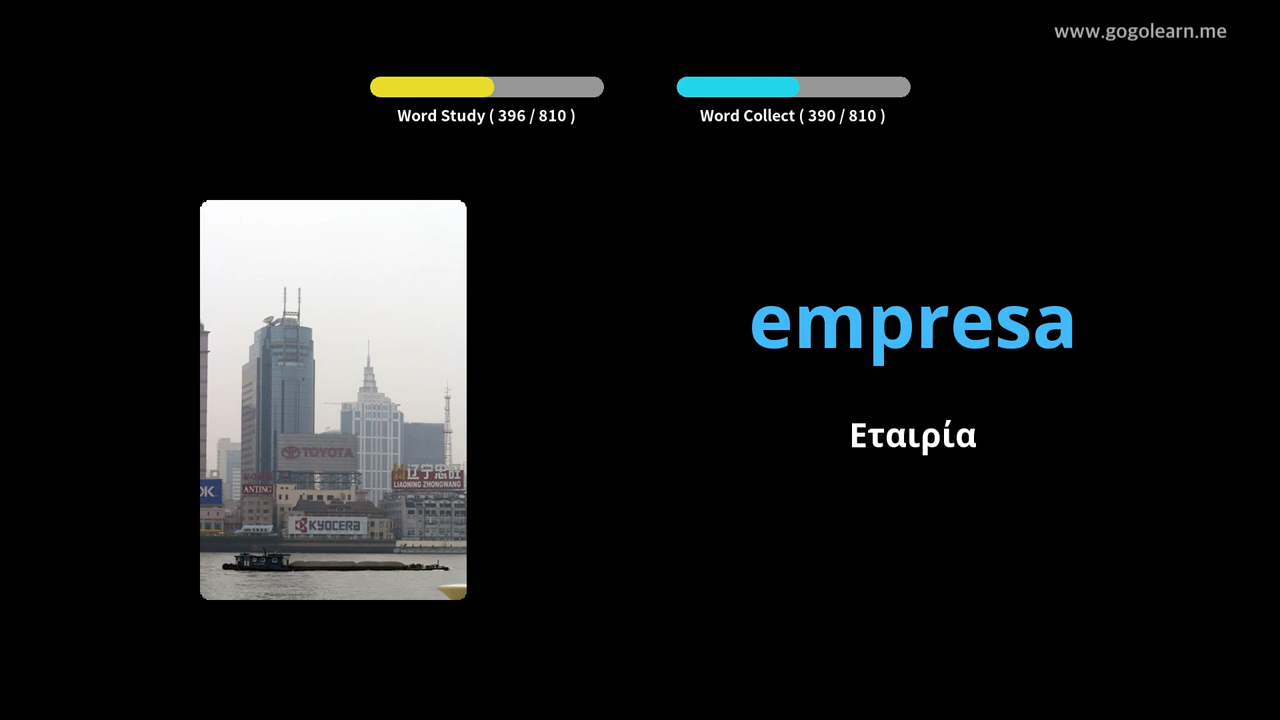 www.gogolearn.me
Word Study ( 396 / 810 )
Word Collect ( 390 / 810 )
empresa
Εταιρία
TOYOTA
辽宁忠旺
LIAONING ZHONGWANG
OK
ANTING
KYOCERA